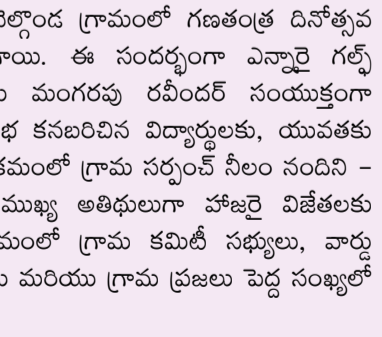 గ్రామంలో గణతంత్ర దినోత్సవ
ఈ సందర్భంగా ఎన్నారై గల్ఫ్
మంగరపు రవీందర్ సంయుక్తంగా
కనబరిచిన విద్యార్థులకు, యువతకు
గ్రామ సర్పంచ్ నీలం నందిని –
ముఖ్య అతిథులుగా హాజరై విజేతలకు
గ్రామ కమిటీ సభ్యులు, వార్డు
మరియు గ్రామ ప్రజలు పెద్ద సంఖ్యలో